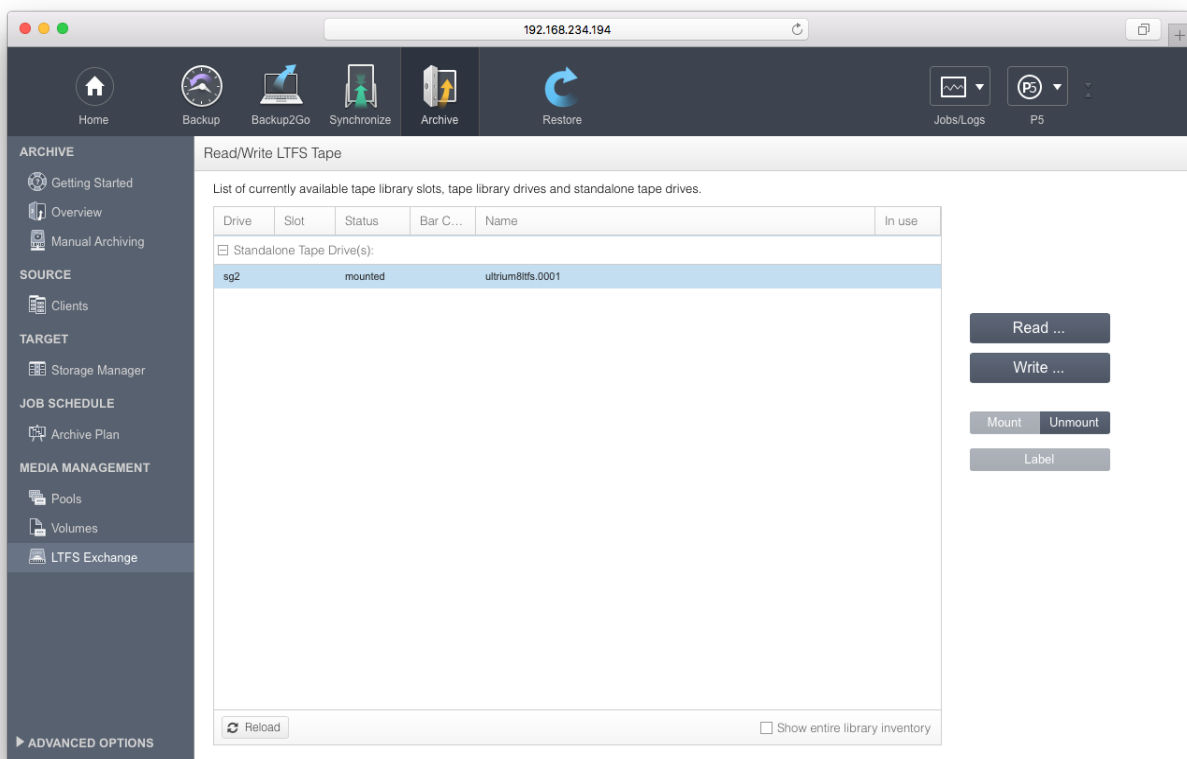 192.168.234.194
Home
Backup
Backup2Go
Synchronize
Archive
Restore
Jobs/Logs
P5
P5
ARCHIVE
Getting Started
Overview
Manual Archiving
SOURCE
Clients
TARGET
Storage Manager
JOB SCHEDULE
Archive Plan
MEDIA MANAGEMENT
Pools
Volumes
LTFS Exchange
ADVANCED OPTIONS
Read/Write LTFS Tape
List of currently available tape library slots, tape library drives and standalone tape drives.
Drive Slot Status Bar C... Name In use
Standalone Tape Drive(s):
sg2 mounted ultrium8ltfs.0001
Read ...
Write ...
Mount Unmount
Label
Reload Show entire library inventory